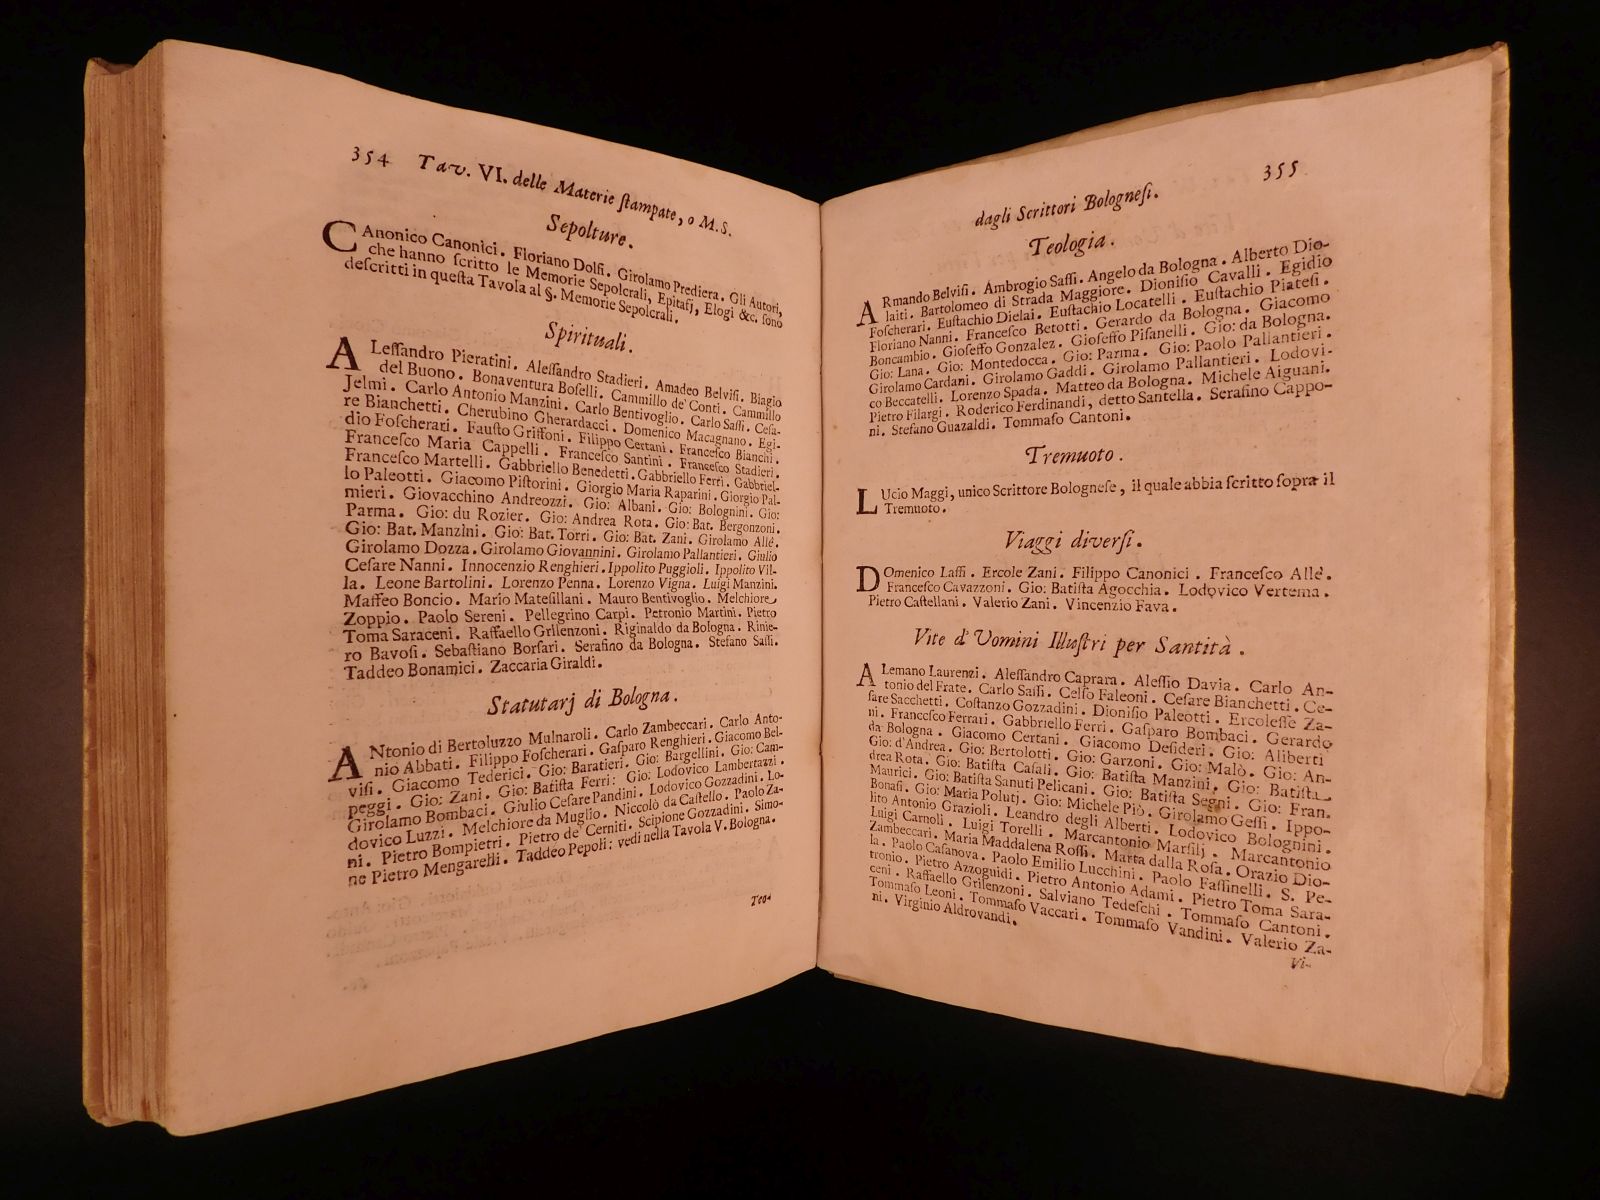 354 Tav. VI. delle Materie ſtampate, o M.S.
Sepolture.
CAnonico Canonici. Floriano Dolfi. Girolamo Prediera. Gli Autori,
che hanno ſcritto le Memorie Sepolcrali, Epitafj, Elogi &c. ſono
deſcritti in queſta Tavola al §. Memorie Sepolcrali.
Spirituali.
ALeſſandro Pieratini. Aleſſandro Stadieri. Amadeo Belviſi. Biagio
del Buono. Bonaventura Boſelli. Cammillo de' Conti. Cammillo
Jelmi. Carlo Antonio Manzini. Carlo Bentivoglio. Carlo Saſſi. Ceſa-
re Bianchetti. Cherubino Gherardacci. Domenico Macagnano. Egi-
dio Foſcherari. Fauſto Griffoni. Filippo Certani. Franceſco Bianchi.
Franceſco Maria Cappelli. Franceſco Santini. Franceſco Stadieri.
Franceſco Martelli. Gabbriello Benedetti. Gabbriello Ferri. Gabbriel-
lo Paleotti. Giacomo Piſtorini. Giorgio Maria Raparini. Giorgio Pal-
mieri. Giovacchino Andreozzi. Gio: Albani. Gio: Bolognini. Gio:
Parma. Gio: du Rozier. Gio: Andrea Rota. Gio: Bat. Bergonzoni.
Gio: Bat. Manzini. Gio: Bat. Torri. Gio: Bat. Zani. Girolamo Allé.
Girolamo Dozza. Girolamo Giovannini. Girolamo Pallantieri. Giulio
Ceſare Nanni. Innocenzio Renghieri. Ippolito Puggioli. Ippolito Vil-
la. Leone Bartolini. Lorenzo Penna. Lorenzo Vigna. Luigi Manzini.
Maffeo Boncio. Mario Mateſillani. Mauro Bentivoglio. Melchiore
Zoppio. Paolo Sereni. Pellegrino Carpi. Petronio Martini. Pietro
Toma Saraceni. Raffaello Grilenzoni. Riginaldo da Bologna. Rinie-
ro Bavoſi. Sebaſtiano Borſari. Serafino da Bologna. Stefano Saſſi.
Taddeo Bonamici. Zaccaria Giraldi.
Statutarj di Bologna.
ANtonio di Bertoluzzo Mulnaroli. Carlo Zambeccari. Carlo Anto-
nio Abbati. Filippo Foſcherari. Gaſparo Renghieri. Giacomo Bel-
viſi. Giacomo Tederici. Gio: Baratieri. Gio: Bargellini. Gio: Cam-
peggi. Gio: Zani. Gio: Batiſta Ferri: Gio: Lodovico Lambertazzi.
Girolamo Bombaci. Giulio Ceſare Pandini. Lodovico Gozzadini. Lo-
dovico Luzzi. Melchiore da Muglio. Niccolò da Caſtello. Paolo Za-
ni. Pietro Bompietri. Pietro de' Cerniti. Scipione Gozzadini. Simo-
ne Pietro Mengarelli. Taddeo Pepoli: vedi nella Tavola V. Bologna.
Teo-
dagli Scrittori Bologneſi. 355
Teologia.
ARmando Belviſi. Ambrogio Saſſi. Angelo da Bologna. Alberto Dio-
laiti. Bartolomeo di Strada Maggiore. Dioniſio Cavalli. Egidio
Foſcherari. Euſtachio Dielai. Euſtachio Locatelli. Euſtachio Piateſi.
Floriano Nanni. Franceſco Betotti. Gerardo da Bologna. Giacomo
Boncambio. Gioſeffo Gonzalez. Gioſeffo Piſanelli. Gio: da Bologna.
Gio: Lana. Gio: Montedocca. Gio: Parma. Gio: Paolo Pallantieri.
Girolamo Cardani. Girolamo Gaddi. Girolamo Pallantieri. Lodovi-
co Beccatelli. Lorenzo Spada. Matteo da Bologna. Michele Aiguani.
Pietro Filargi. Roderico Ferdinandi, detto Santella. Serafino Cappo-
ni. Stefano Guazaldi. Tommaſo Cantoni.
Tremuoto.
LUcio Maggi, unico Scrittore Bologneſe, il quale abbia ſcritto ſopra il
Tremuoto.
Viaggi diverſi.
DOmenico Laffi. Ercole Zani. Filippo Canonici. Franceſco Allè.
Franceſco Cavazzoni. Gio: Batiſta Agocchia. Lodovico Vertema.
Pietro Caſtellani. Valerio Zani. Vincenzio Fava.
Vite d'Uomini Illuſtri per Santità.
ALemano Laurenzi. Aleſſandro Caprara. Aleſſio Davia. Carlo An-
tonio del Frate. Carlo Saſſi. Celſo Faleoni. Ceſare Bianchetti. Ce-
ſare Sacchetti. Coſtanzo Gozzadini. Dioniſio Paleotti. Ercoleſſe Za-
ni. Franceſco Ferrari. Gabbriello Ferri. Gaſparo Bombaci. Gerardo
da Bologna. Giacomo Certani. Giacomo Deſideri. Gio: Aliberti
Gio: d'Andrea. Gio: Bertolotti. Gio: Garzoni. Gio: Malò. Gio: An-
drea Rota. Gio: Batiſta Caſali. Gio: Batiſta Manzini. Gio: Batiſta
Maurici. Gio: Batiſta Sanuti Pelicani. Gio: Batiſta Segni. Gio: Fran.
Bonaſi. Gio: Maria Polutj. Gio: Michele Piò. Girolamo Geſſi. Ippo-
lito Antonio Grazioli. Leandro degli Alberti. Lodovico Bolognini.
Luigi Carnoli. Luigi Torelli. Marcantonio Marſilj. Marcantonio
Zambeccari. Maria Maddalena Roſſi. Marta dalla Roſa. Orazio Dio-
la. Paolo Caſanova. Paolo Emilio Lucchini. Paolo Faſſinelli. S. Pe-
tronio. Pietro Azzoguidi. Pietro Antonio Adami. Pietro Toma Sara-
ceni. Raffaello Grilenzoni. Salviano Tedeſchi. Tommaſo Cantoni.
Tommaſo Leoni. Tommaſo Vaccari. Tommaſo Vandini. Valerio Za-
ni. Virginio Aldrovandi.
Vi-